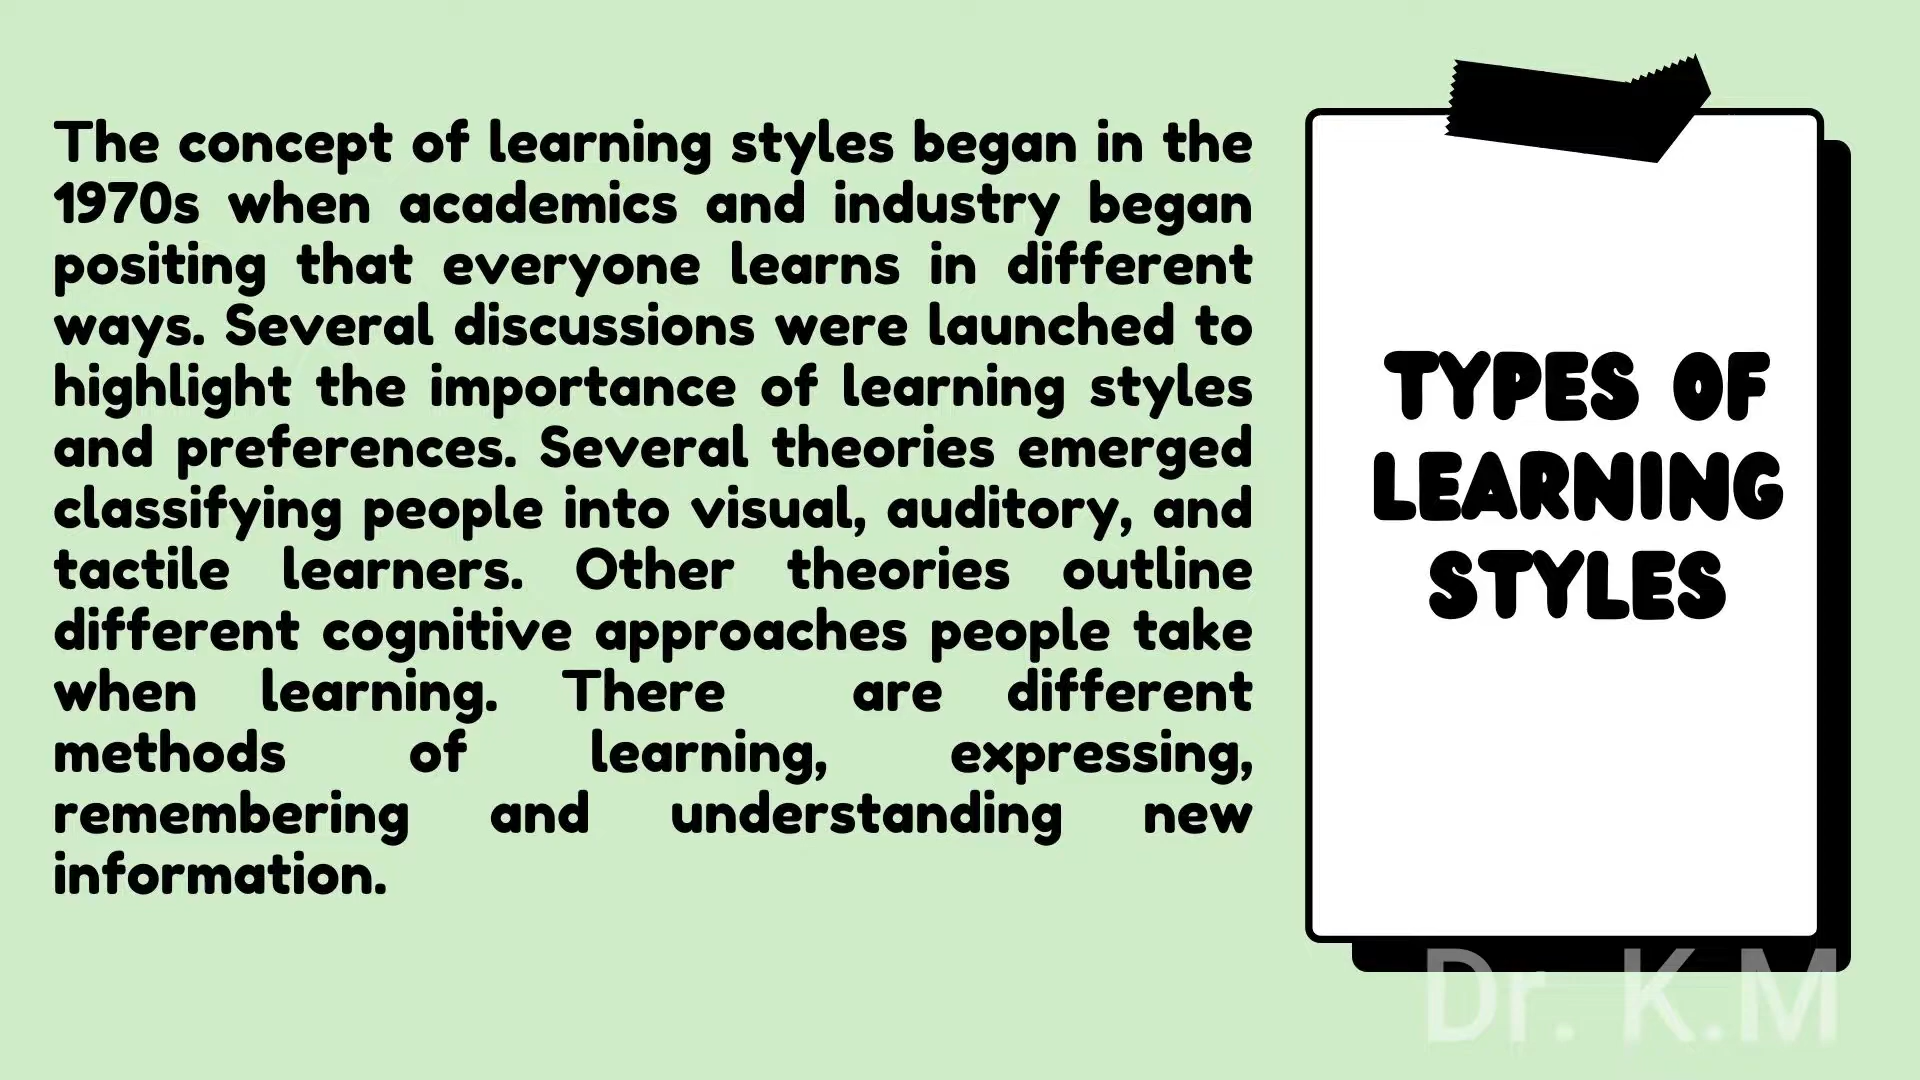 The concept of learning styles began in the
1970s when academics and industry began
positing that everyone learns in different
ways. Several discussions were launched to
highlight the importance of learning styles
and preferences. Several theories emerged
classifying people into visual, auditory, and
tactile learners. Other theories outline
different cognitive approaches people take
when learning. There are different
methods of learning, expressing,
remembering and understanding new
information.
TYPES OF
LEARNING
STYLES
Dr. K.M